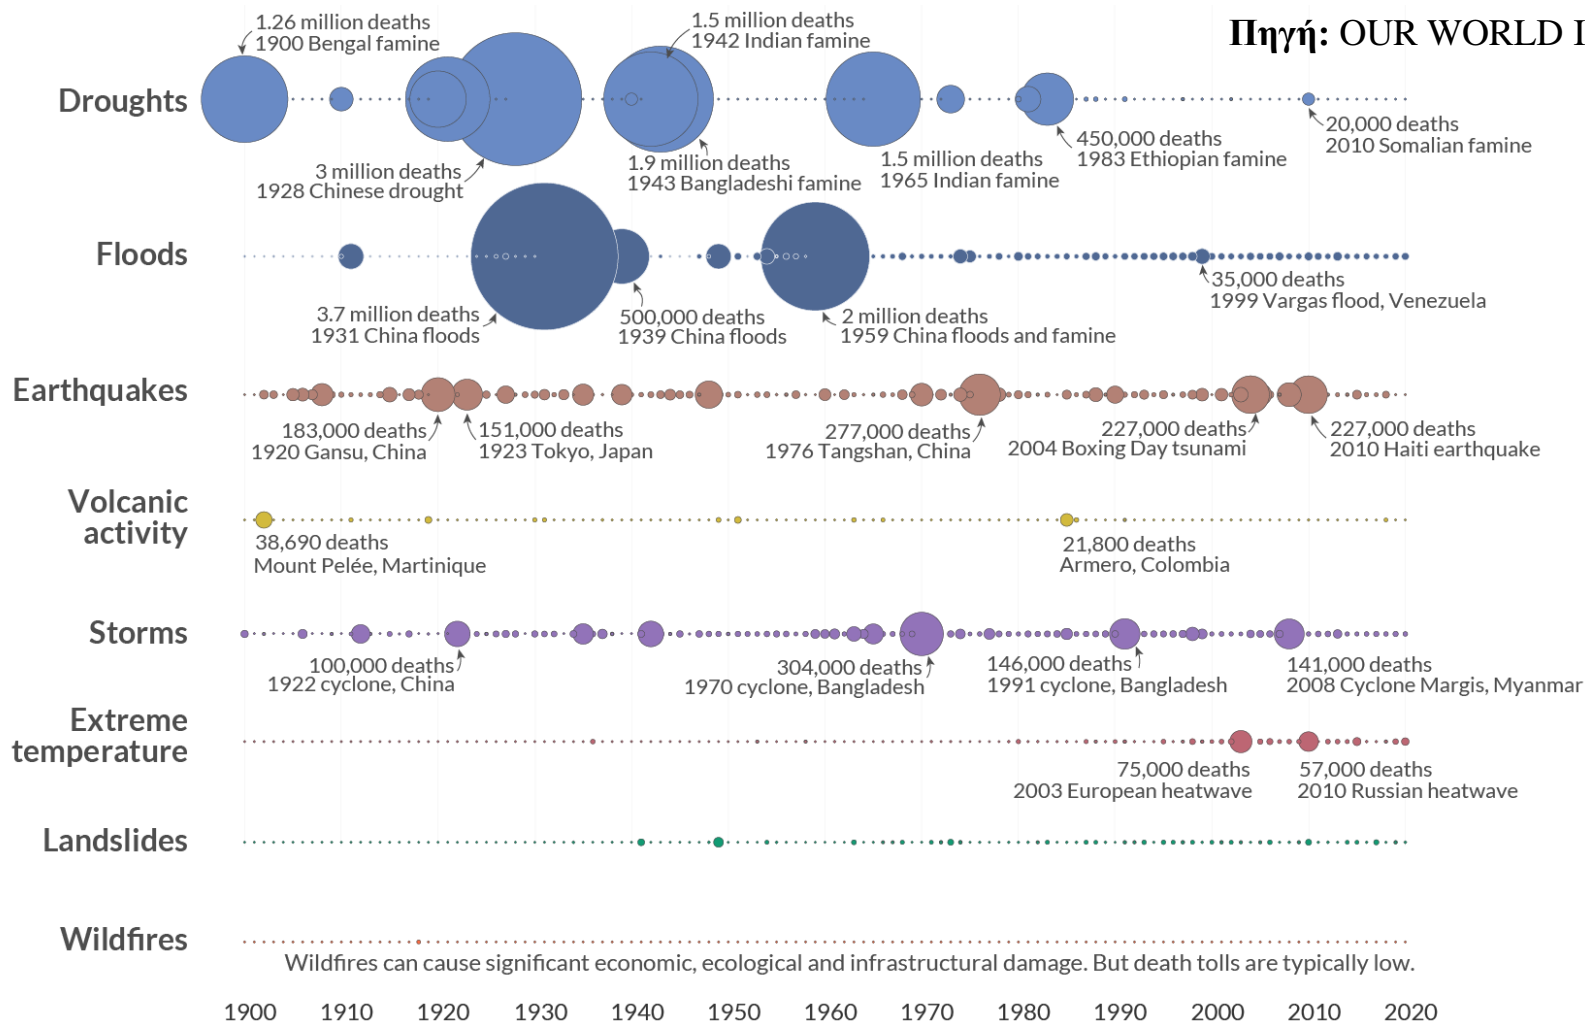 Πηγή: OUR WORLD I
1.26 million deaths
1900 Bengal famine
1.5 million deaths
1942 Indian famine
Droughts
3 million deaths
1928 Chinese drought
1.9 million deaths
1943 Bangladeshi famine
1.5 million deaths
1965 Indian famine
450,000 deaths
1983 Ethiopian famine
20,000 deaths
2010 Somalian famine
Floods
3.7 million deaths
1931 China floods
500,000 deaths
1939 China floods
2 million deaths
1959 China floods and famine
35,000 deaths
1999 Vargas flood, Venezuela
Earthquakes
183,000 deaths
1920 Gansu, China
151,000 deaths
1923 Tokyo, Japan
277,000 deaths
1976 Tangshan, China
227,000 deaths
2004 Boxing Day tsunami
227,000 deaths
2010 Haiti earthquake
Volcanic
activity
38,690 deaths
Mount Pelée, Martinique
21,800 deaths
Armero, Colombia
Storms
100,000 deaths
1922 cyclone, China
304,000 deaths
1970 cyclone, Bangladesh
146,000 deaths
1991 cyclone, Bangladesh
141,000 deaths
2008 Cyclone Margis, Myanmar
Extreme
temperature
75,000 deaths
2003 European heatwave
57,000 deaths
2010 Russian heatwave
Landslides
Wildfires
Wildfires can cause significant economic, ecological and infrastructural damage. But death tolls are typically low.
1900 1910 1920 1930 1940 1950 1960 1970 1980 1990 2000 2010 2020